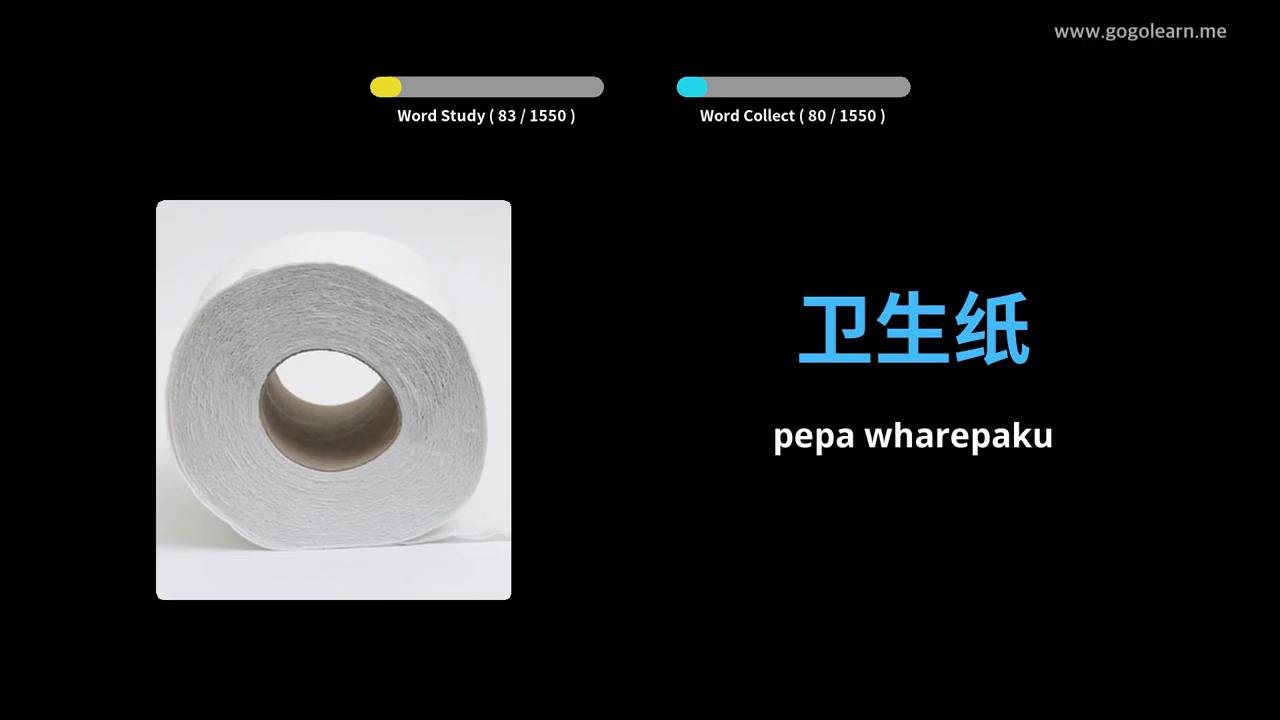 www.gogolearn.me
Word Study ( 83 / 1550 )
Word Collect ( 80 / 1550 )
卫生纸
pepa wharepaku